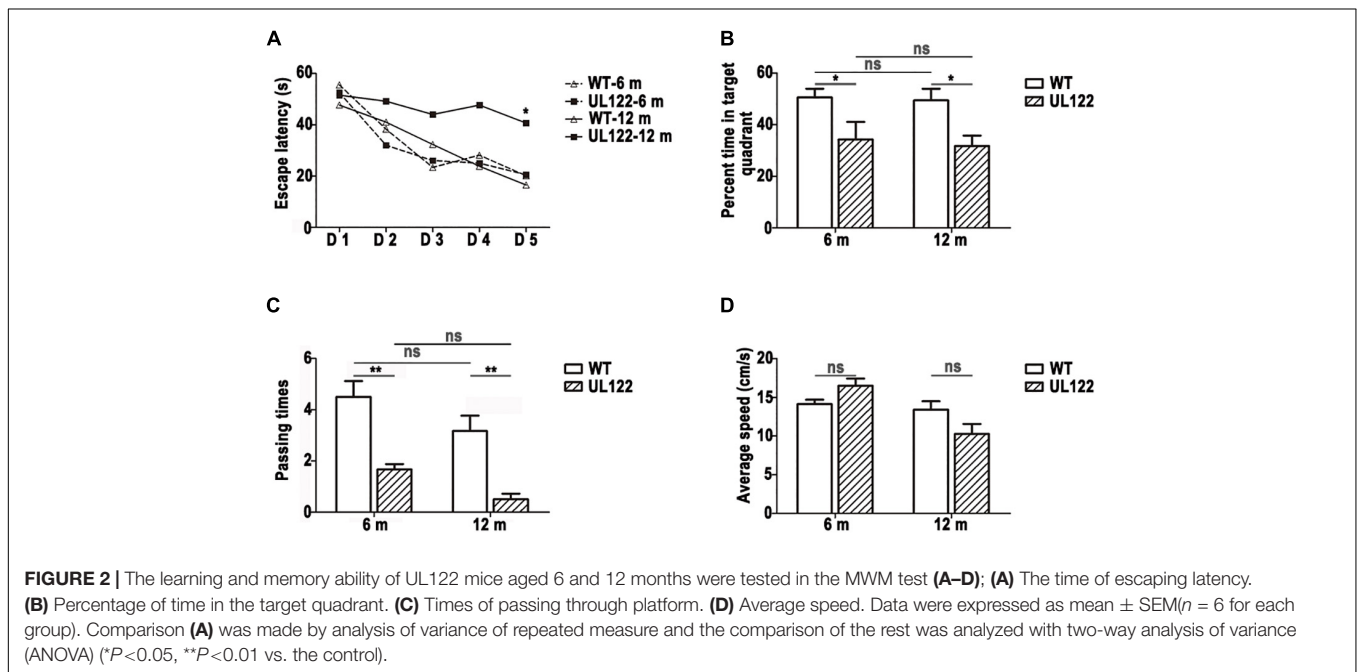 A
Escape latency (s)
60
40
20
0
D 1 D 2 D 3 D 4 D 5
*
WT-6 m
UL122-6 m
WT-12 m
UL122-12 m
B
Percent time in target
quadrant
60
40
20
0
ns
ns
* *
6 m 12 m
WT
UL122
C
Passing times
6
4
2
0
ns
ns
** **
6 m 12 m
WT
UL122
D
Average speed (cm/s)
20
15
10
5
0
ns ns
6 m 12 m
WT
UL122
FIGURE 2 | The learning and memory ability of UL122 mice aged 6 and 12 months were tested in the MWM test (A–D); (A) The time of escaping latency.
(B) Percentage of time in the target quadrant. (C) Times of passing through platform. (D) Average speed. Data were expressed as mean ± SEM(n = 6 for each
group). Comparison (A) was made by analysis of variance of repeated measure and the comparison of the rest was analyzed with two-way analysis of variance
(ANOVA) (*P<0.05, **P<0.01 vs. the control).